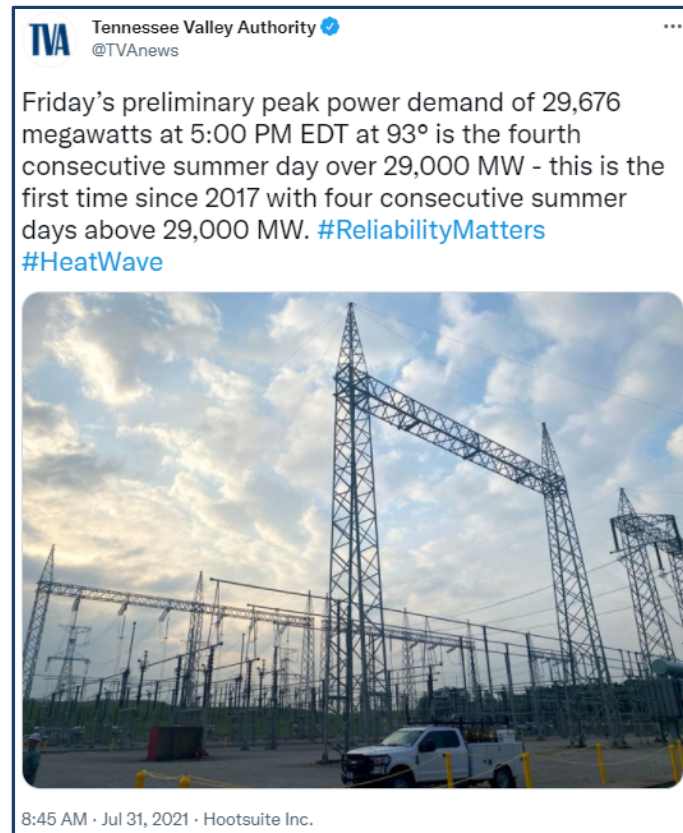 TVA
Tennessee Valley Authority
@TVAnews
Friday’s preliminary peak power demand of 29,676
megawatts at 5:00 PM EDT at 93° is the fourth
consecutive summer day over 29,000 MW - this is the
first time since 2017 with four consecutive summer
days above 29,000 MW. #ReliabilityMatters
#HeatWave
8:45 AM · Jul 31, 2021 · Hootsuite Inc.